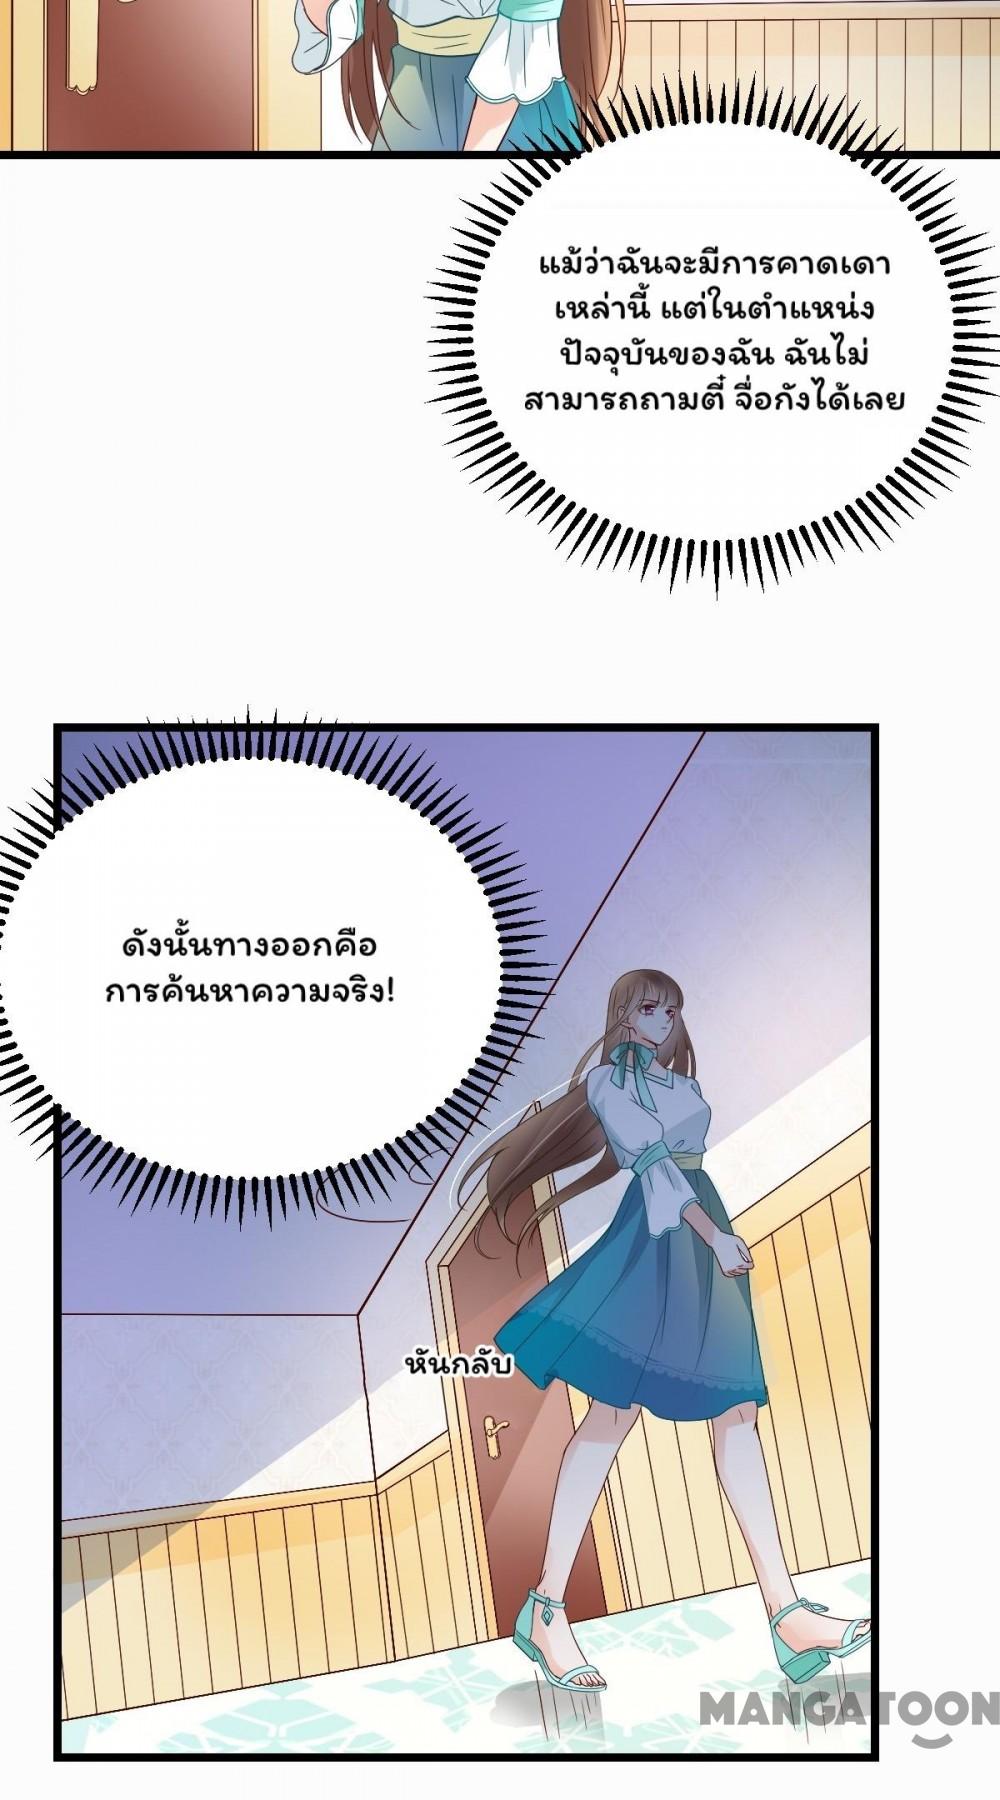 แม้ว่าฉันจะมีการคาดเดา
เหล่านี้ แต่ในตำแหน่ง
ปัจจุบันของฉัน ฉันไม่
สามารถถามตี๋ จื่อกังได้เลย
ดังนั้นทางออกคือ
การค้นหาความจริง!
หันกลับ
MANGATOON